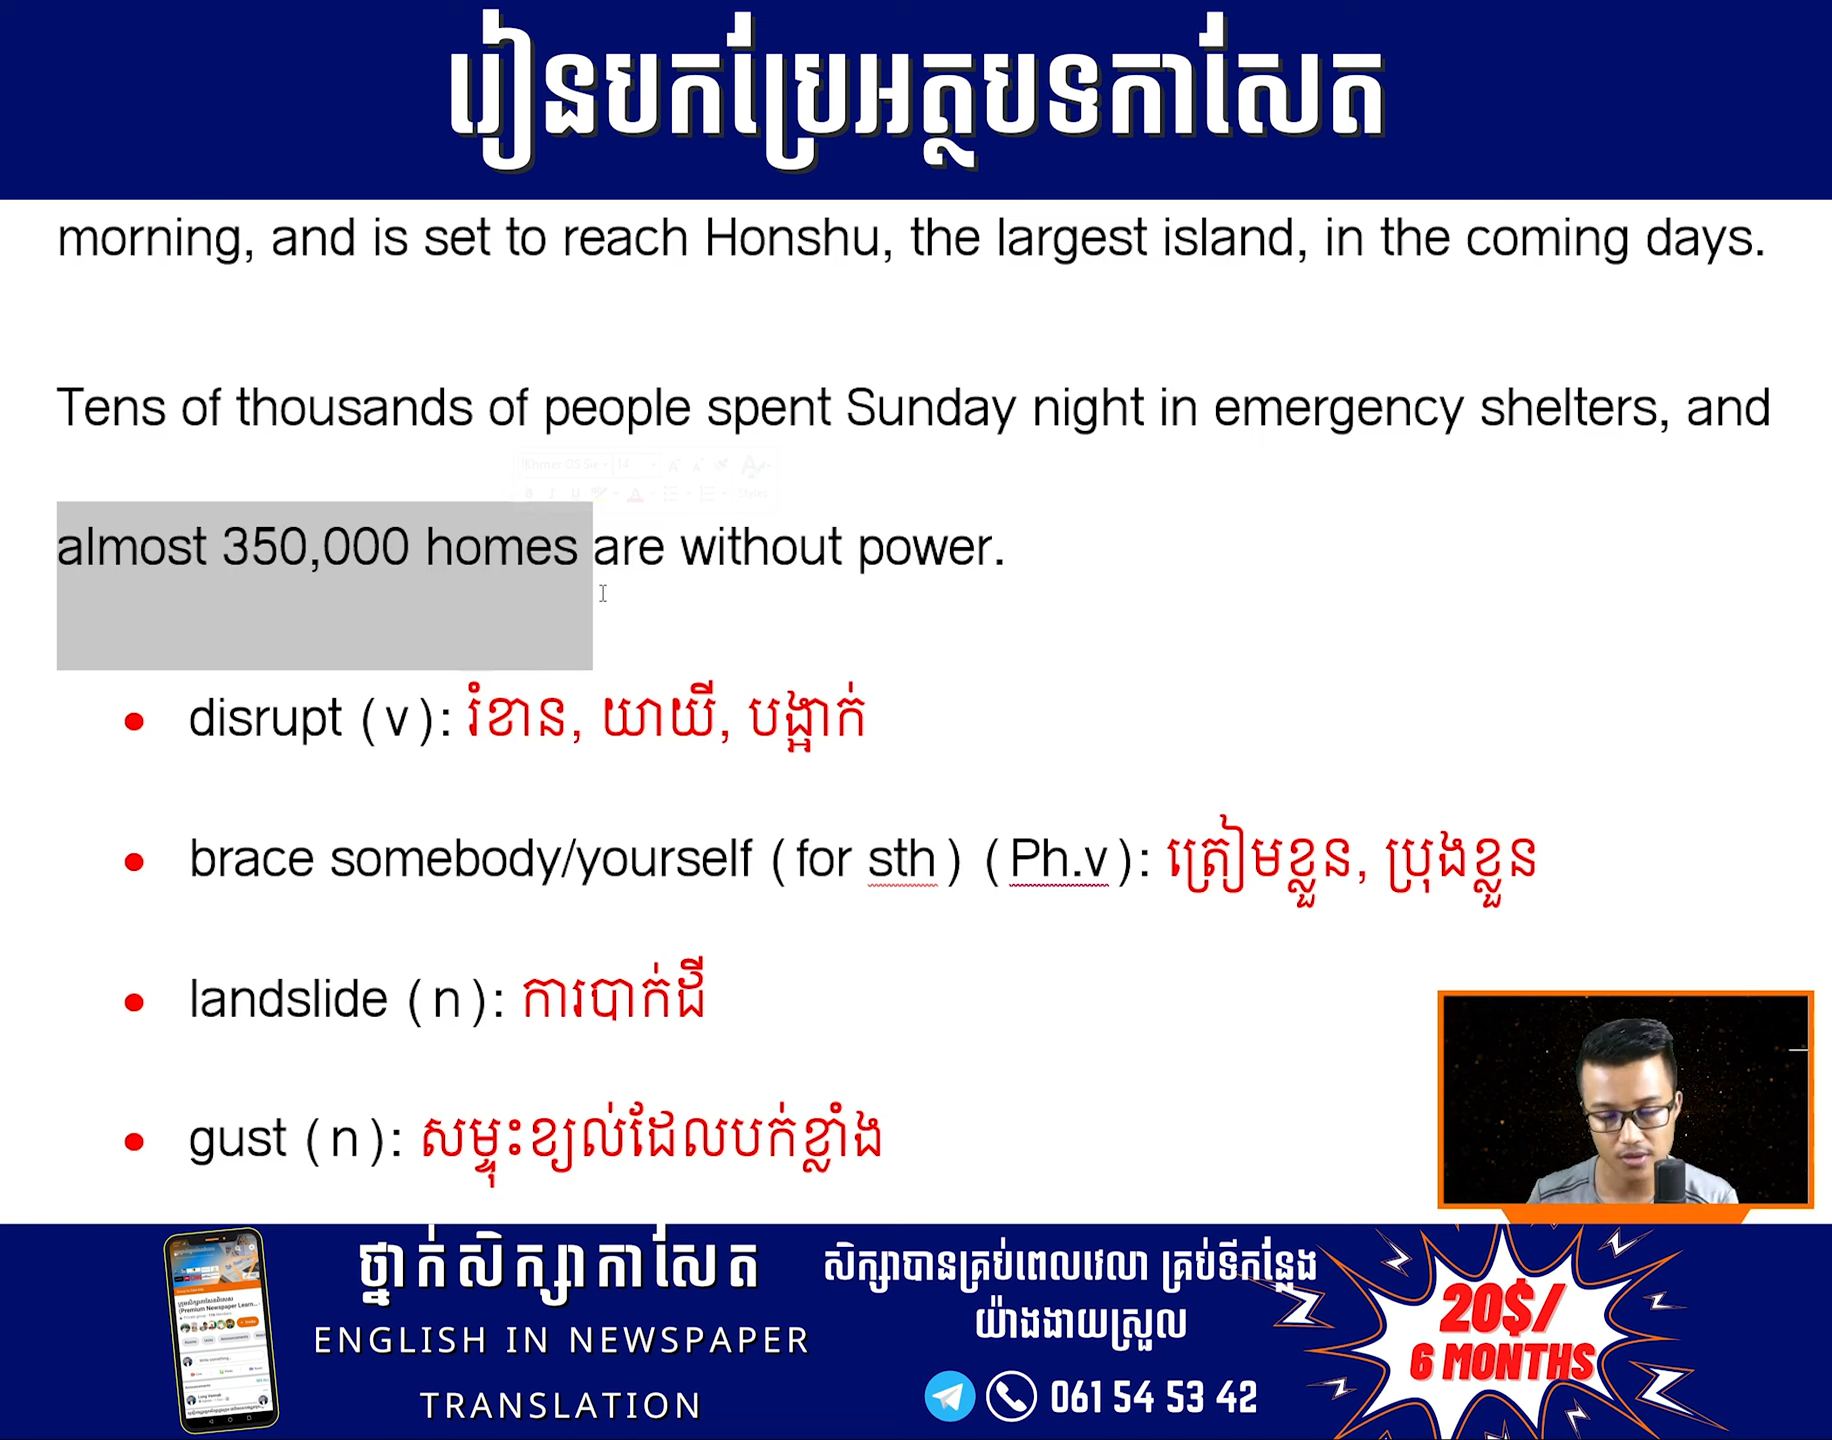 រៀនបកប្រែអត្ថបទកាសែត
morning, and is set to reach Honshu, the largest island, in the coming days.
Tens of thousands of people spent Sunday night in emergency shelters, and
almost 350,000 homes are without power.
disrupt (v): រំខាន, យាយី, បង្អាក់
brace somebody/yourself (for sth) (Ph.v): ត្រៀមខ្លួន, ប្រុងខ្លួន
landslide (n): ការបាក់ដី
gust (n): សម្ទុះខ្យល់ដែលបក់ខ្លាំង
ថ្នាក់សិក្សាកាសែត
ENGLISH IN NEWSPAPER
TRANSLATION
សិក្សាបានគ្រប់ពេលវេលា គ្រប់ទីកន្លែង
យ៉ាងងាយស្រួល
061 54 53 42
20$/
6 MONTHS